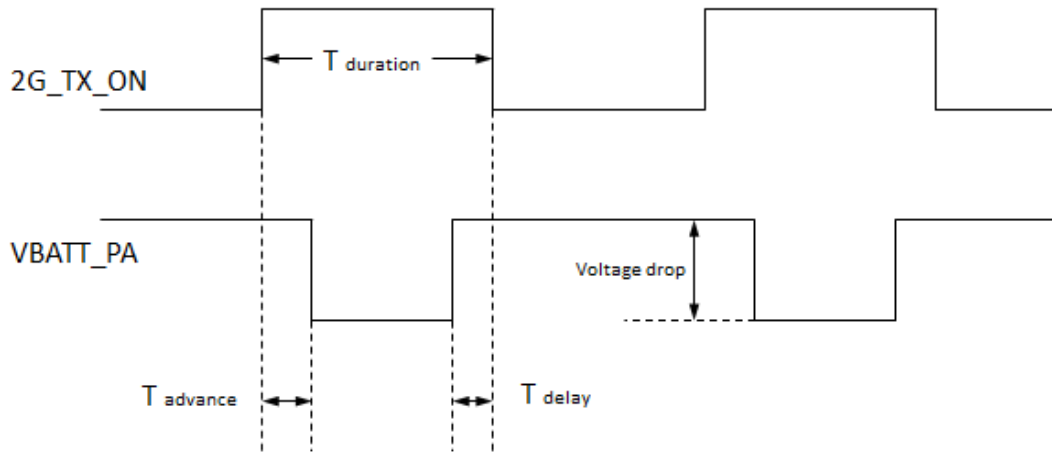 T duration
2G_TX_ON
VBATT_PA
Voltage drop
T advance
T delay